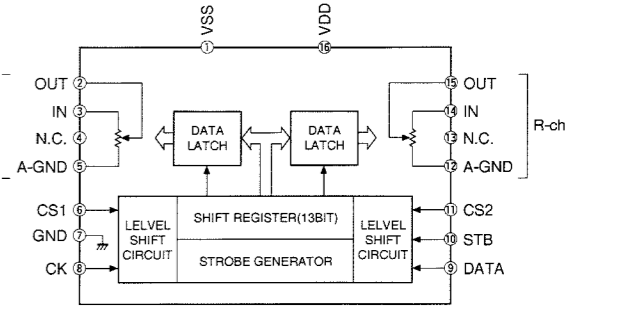 VSS
VDD
①
⑯
OUT ②
⑮ OUT
IN ③
⑭ IN
N.C. ④
⑬ N.C.
A-GND ⑤
⑫ A-GND
R-ch
DATA
LATCH
DATA
LATCH
CS1 ⑥
⑪ CS2
GND ⑦
⑩ STB
CK ⑧
⑨ DATA
LELVEL
SHIFT
CIRCUIT
SHIFT REGISTER(13BIT)
STROBE GENERATOR
LELVEL
SHIFT
CIRCUIT